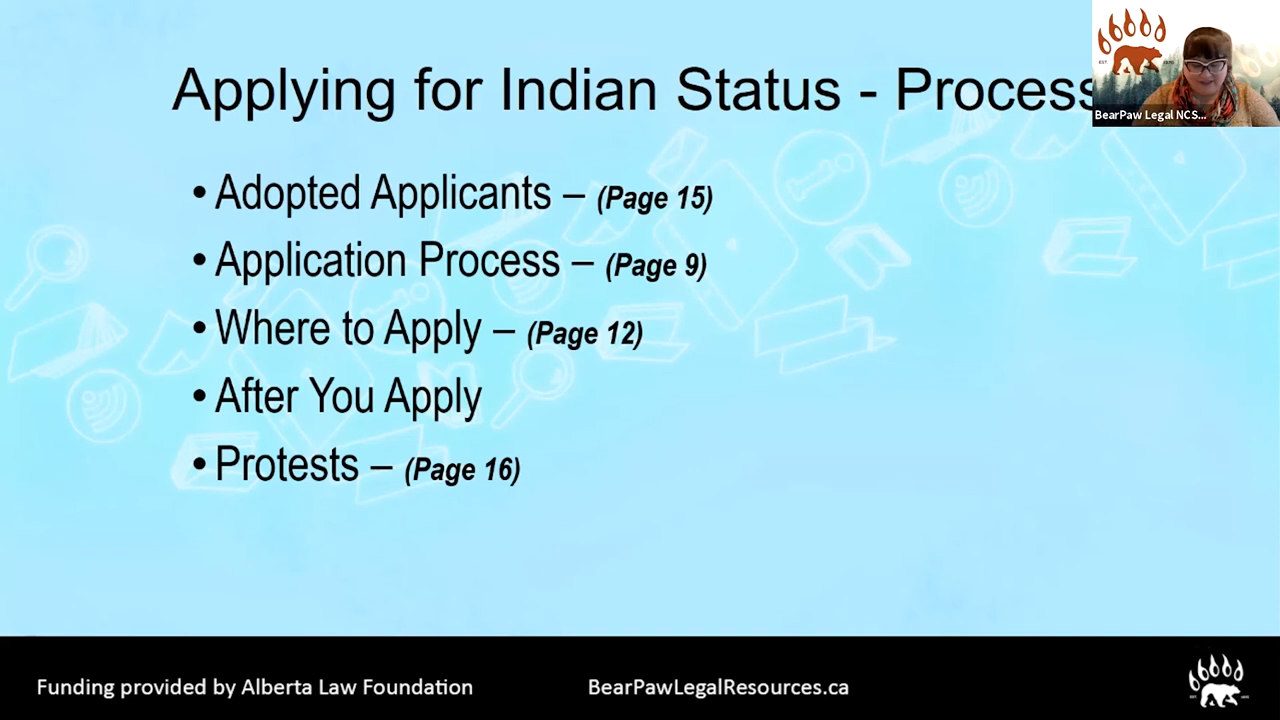 Applying for Indian Status - Process
BearPaw Legal NCS...
• Adopted Applicants – (Page 15)
• Application Process – (Page 9)
• Where to Apply – (Page 12)
• After You Apply
• Protests – (Page 16)
Funding provided by Alberta Law Foundation
BearPawLegalResources.ca